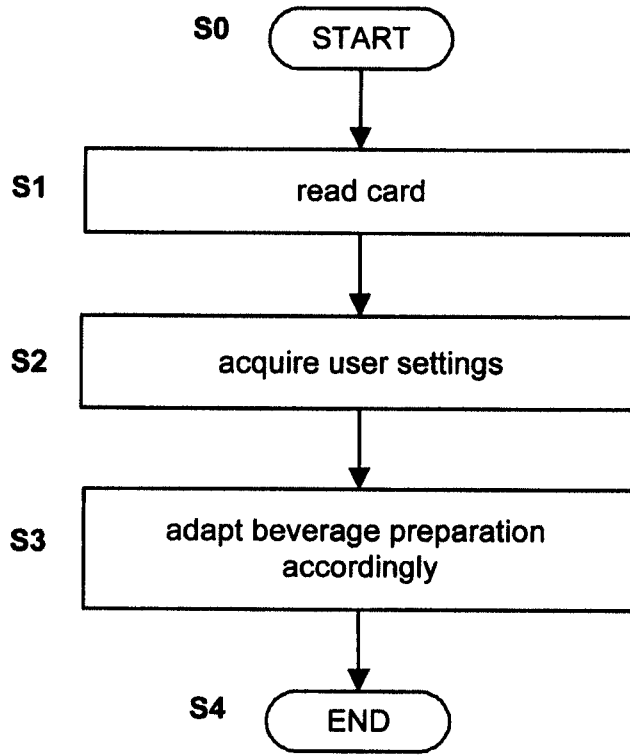 S0 START
S1 read card
S2 acquire user settings
S3 adapt beverage preparation
accordingly
S4 END